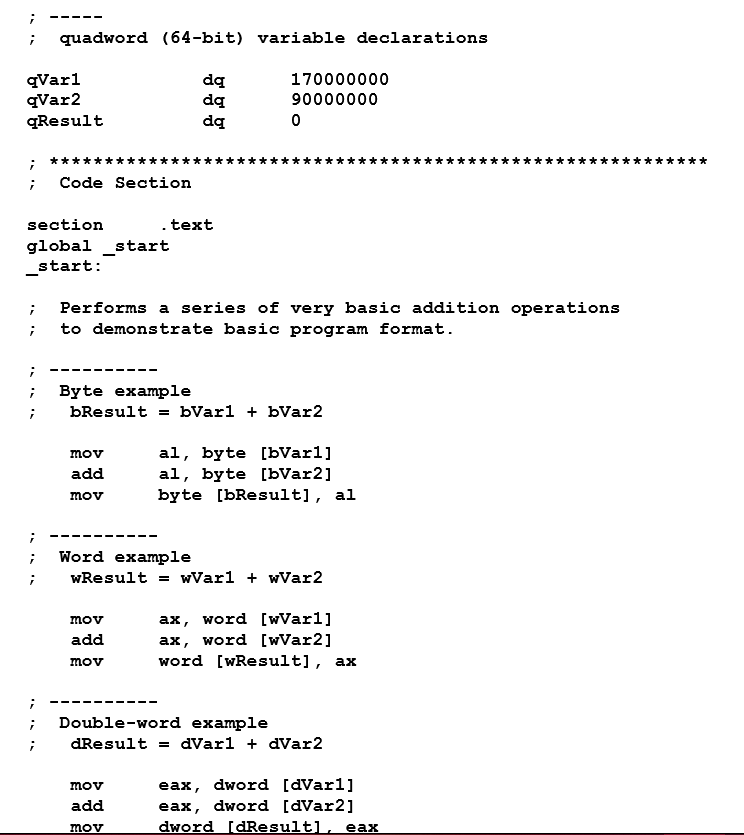 ; -----
;  quadword (64-bit) variable declarations
qVar1           dq      170000000
qVar2           dq      90000000
qResult         dq      0
; ************************************************************
;  Code Section
section     .text
global _start
_start:
;  Performs a series of very basic addition operations
;  to demonstrate basic program format.
; ----------
;  Byte example
;   bResult = bVar1 + bVar2
    mov     al, byte [bVar1]
    add     al, byte [bVar2]
    mov     byte [bResult], al
; ----------
;  Word example
;   wResult = wVar1 + wVar2
    mov     ax, word [wVar1]
    add     ax, word [wVar2]
    mov     word [wResult], ax
; ----------
;  Double-word example
;   dResult = dVar1 + dVar2
    mov     eax, dword [dVar1]
    add     eax, dword [dVar2]
    mov     dword [dResult], eax